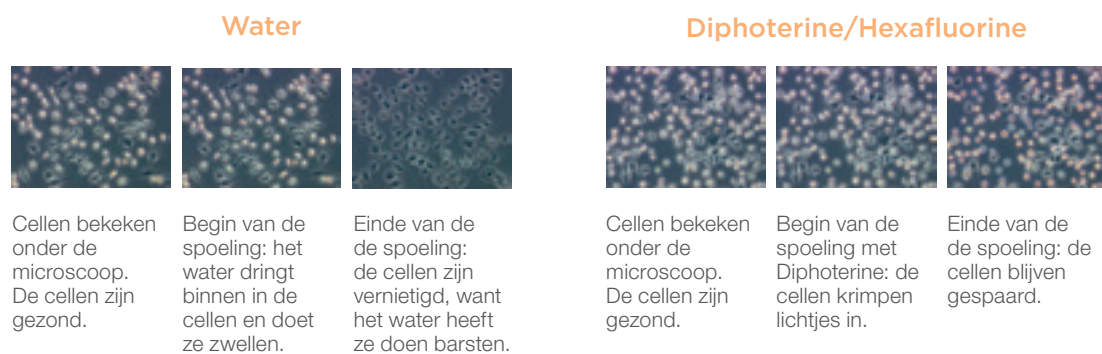 Water
Cellen bekeken
onder de
microscoop.
De cellen zijn
gezond.
Begin van de
spoeling: het
water dringt
binnen in de
cellen en doet
ze zwellen.
Einde van de
de spoeling:
de cellen zijn
vernietigd, want
het water heeft
ze doen barsten.
Diphoterine/Hexafluorine
Cellen bekeken
onder de
microscoop.
De cellen zijn
gezond.
Begin van de
spoeling met
Diphoterine: de
cellen krimpen
lichtjes in.
Einde van de
de spoeling: de
cellen blijven
gespaard.